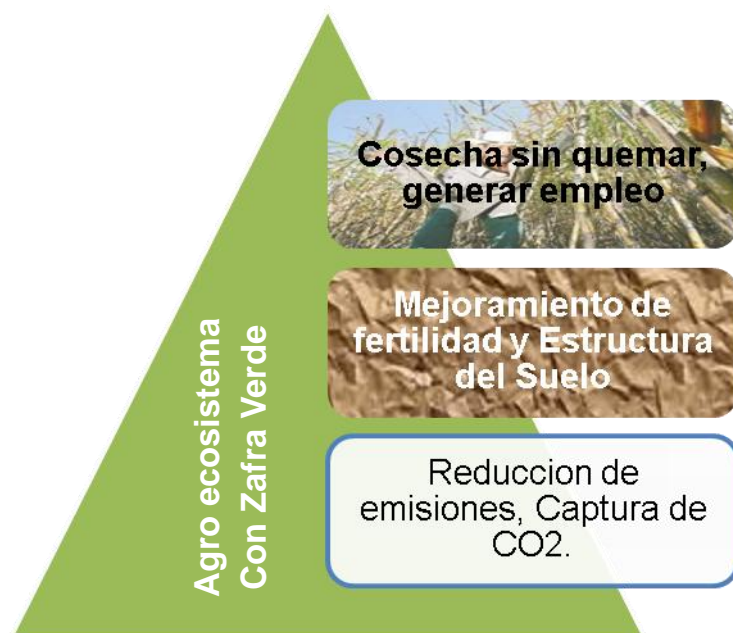 Cosecha sin quemar,
generar empleo
Mejoramiento de
fertilidad y Estructura
del Suelo
Reduccion de
emisiones, Captura de
CO2.
Agro ecosistema
Con Zafra Verde